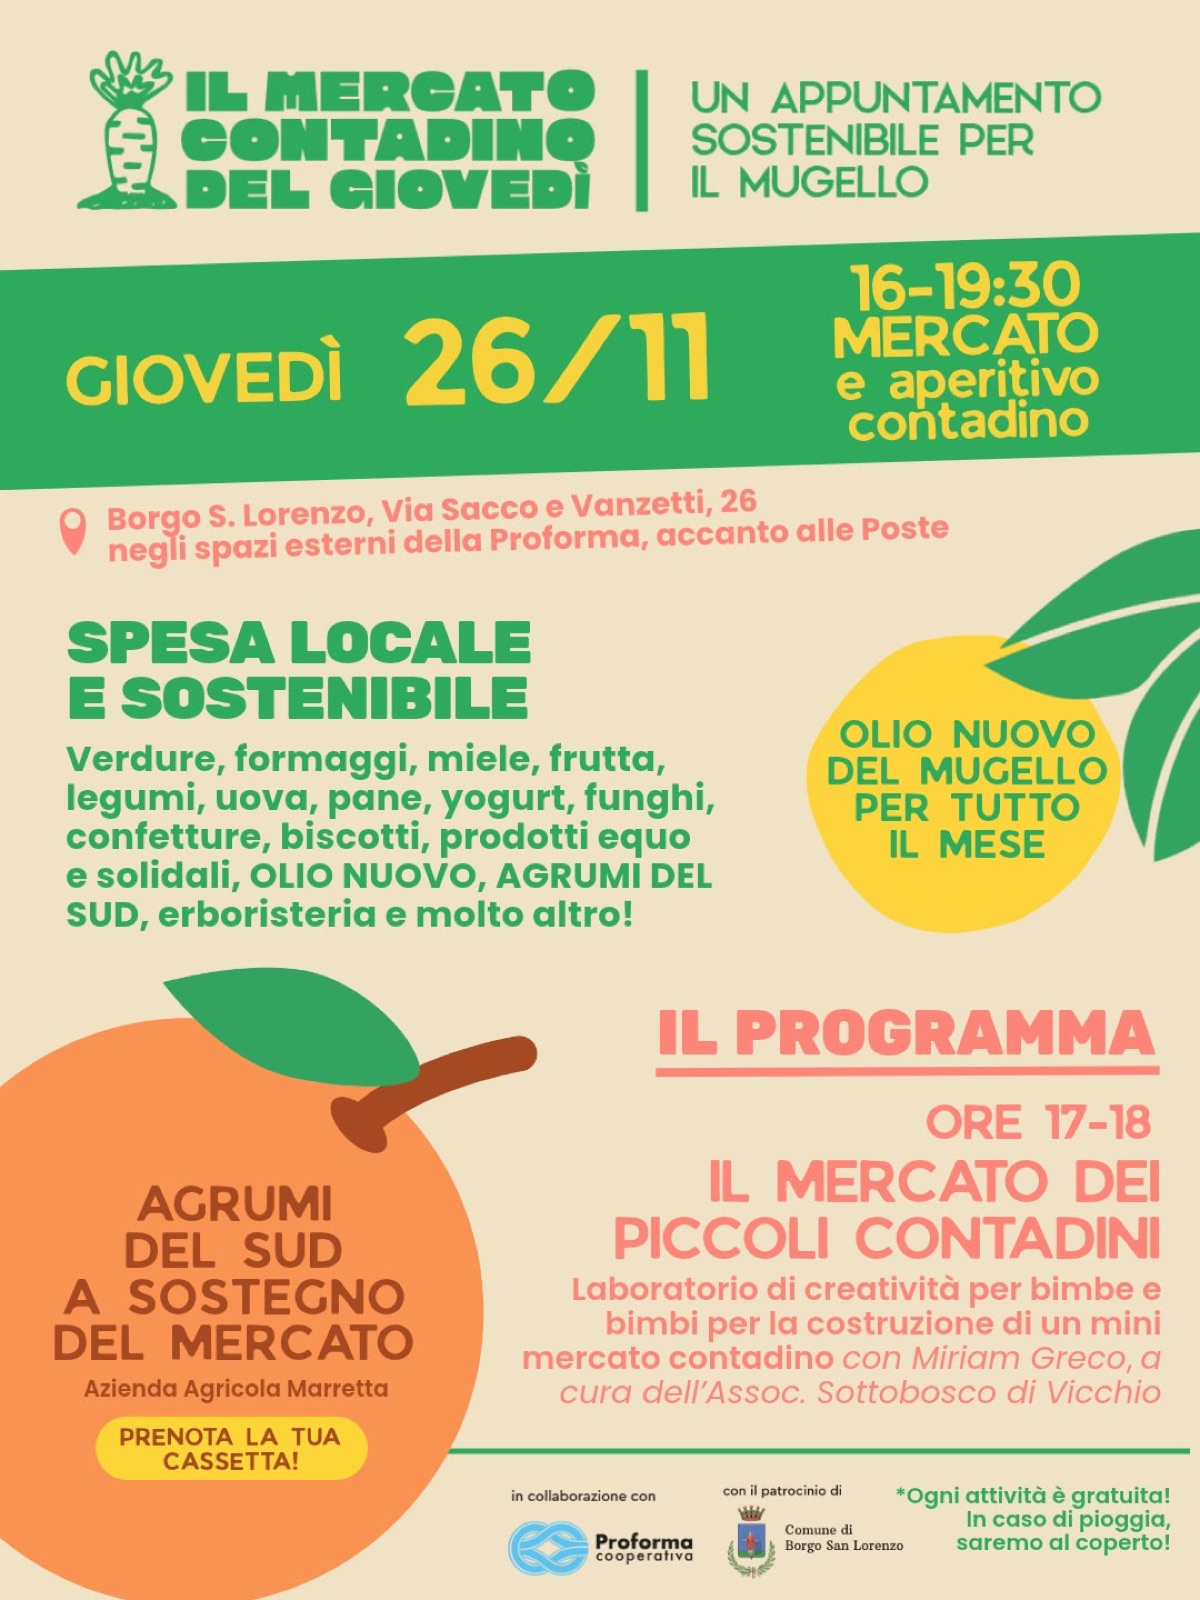 IL MERCATO
CONTADINO
DEL GIOVEDÌ
UN APPUNTAMENTO
SOSTENIBILE PER
IL MUGELLO
GIOVEDÌ 26/11
16-19:30
MERCATO
e aperitivo
contadino
Borgo S. Lorenzo, Via Sacco e Vanzetti, 26
negli spazi esterni della Proforma, accanto alle Poste
SPESA LOCALE
E SOSTENIBILE
Verdure, formaggi, miele, frutta,
legumi, uova, pane, yogurt, funghi,
confetture, biscotti, prodotti equo
e solidali, OLIO NUOVO, AGRUMI DEL
SUD, erboristeria e molto altro!
OLIO NUOVO
DEL MUGELLO
PER TUTTO
IL MESE
AGRUMI
DEL SUD
A SOSTEGNO
DEL MERCATO
Azienda Agricola Marretta
PRENOTA LA TUA
CASSETTA!
IL PROGRAMMA
ORE 17-18
IL MERCATO DEI
PICCOLI CONTADINI
Laboratorio di creatività per bimbe e
bimbi per la costruzione di un mini
mercato contadino con Miriam Greco, a
cura dell'Assoc. Sottobosco di Vicchio
in collaborazione con
Proforma
cooperativa
con il patrocinio di
Comune di
Borgo San Lorenzo
*Ogni attività è gratuita!
In caso di pioggia,
saremo al coperto!